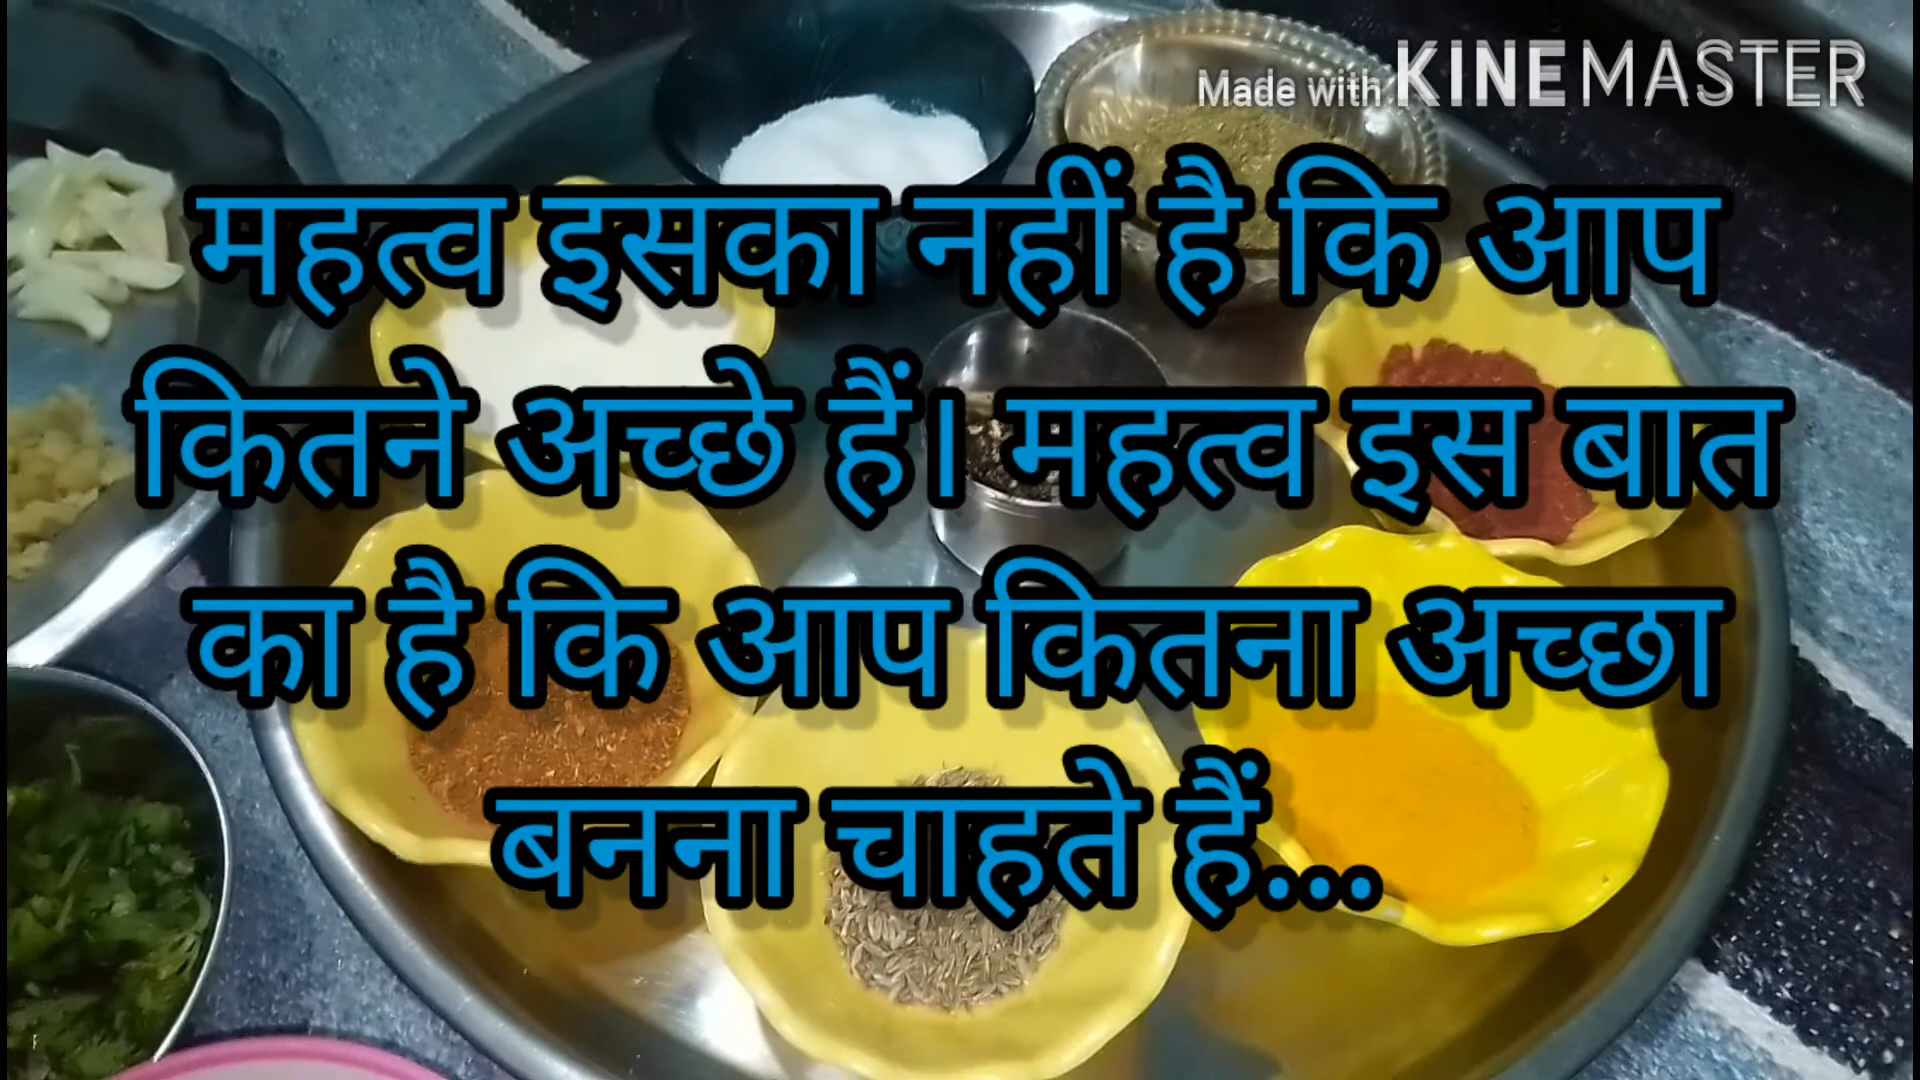 Made with KINEMASTER
महत्व इसका नहीं है कि आप
कितने अच्छे हैं। महत्व इस बात
का है कि आप कितना अच्छा
बनना चाहते हैं...